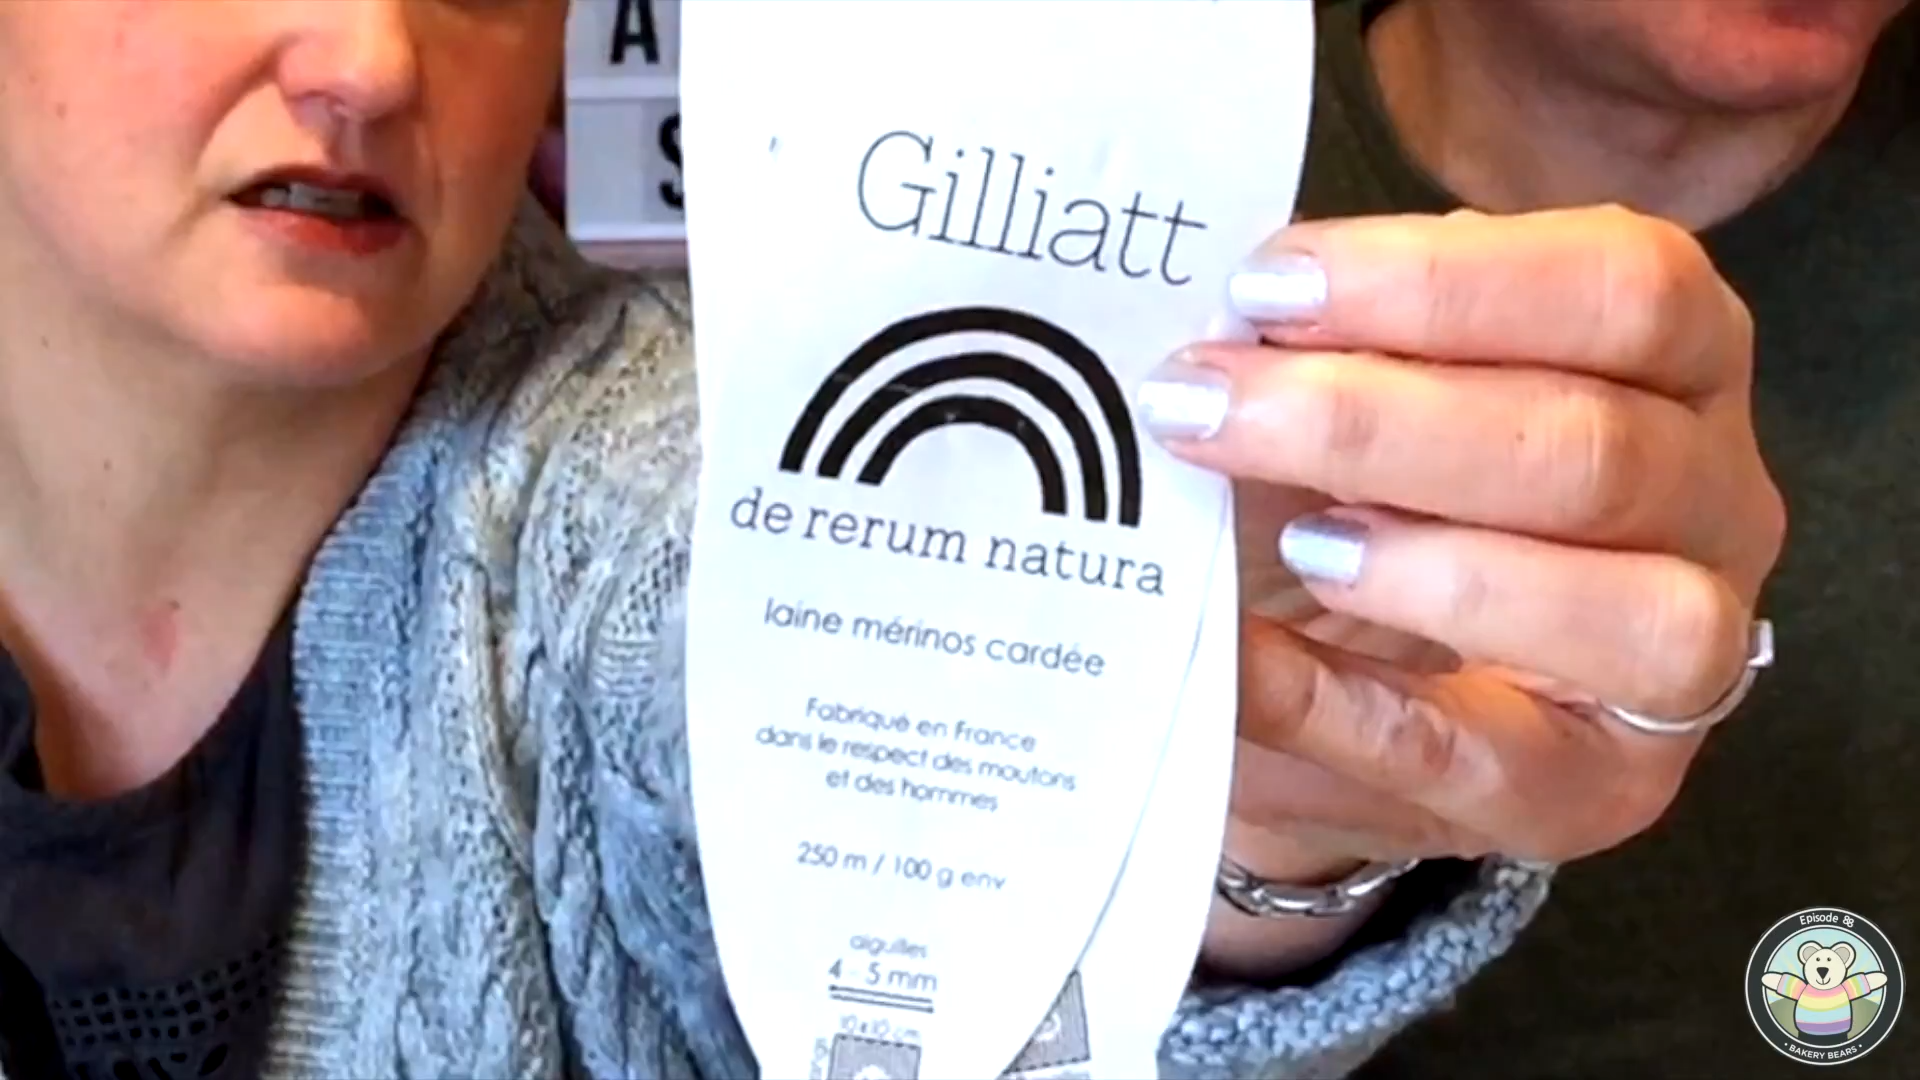 A
S
Gilliatt
de rerum natura
laine mérinos cardée
Fabriqué en France
dans le respect des moutons
et des hommes
250 m / 100 g env
aiguilles
4 - 5 mm
10 x 10 cm
Episode 88
• BAKERY BEARS •